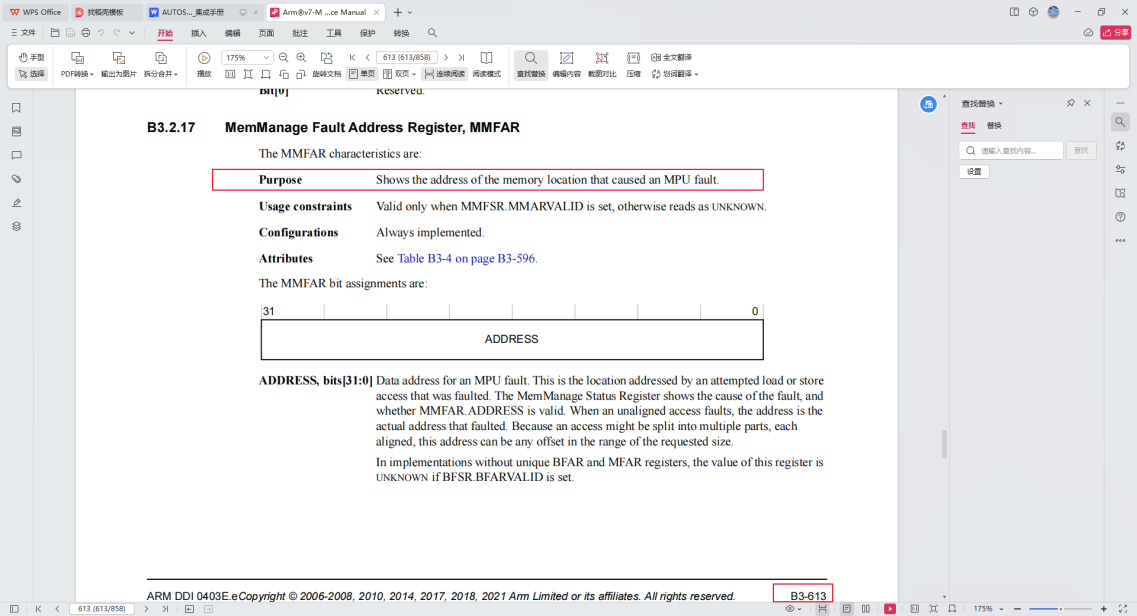 WPS Office
找稻壳模板
AUTOS..._集成手册
Arm®v7-M ...ce Manual
文件
开始
插入
编辑
页面
批注
工具
保护
转换
分享
手型
选择
PDF转换
输出为图片
拆分合并
播放
175%
旋转文档
613 (613/858)
单页
双页
连续阅读
阅读模式
查找替换
编辑内容
截图对比
压缩
全文翻译
划词翻译
Bit[0] Reserved.
B3.2.17 MemManage Fault Address Register, MMFAR
The MMFAR characteristics are:
Purpose Shows the address of the memory location that caused an MPU fault.
Usage constraints Valid only when MMFSR.MMARVALID is set, otherwise reads as UNKNOWN.
Configurations Always implemented.
Attributes See Table B3-4 on page B3-596.
The MMFAR bit assignments are:
31 0
ADDRESS
ADDRESS, bits[31:0] Data address for an MPU fault. This is the location addressed by an attempted load or store
access that was faulted. The MemManage Status Register shows the cause of the fault, and
whether MMFAR.ADDRESS is valid. When an unaligned access faults, the address is the
actual address that faulted. Because an access might be split into multiple parts, each
aligned, this address can be any offset in the range of the requested size.
In implementations without unique BFAR and MFAR registers, the value of this register is
UNKNOWN if BFSR.BFARVALID is set.
ARM DDI 0403E.e Copyright © 2006-2008, 2010, 2014, 2017, 2018, 2021 Arm Limited or its affiliates. All rights reserved. B3-613
查找替换
查找
替换
请输入查找内容...
查找
设置
613 (613/858)
175%